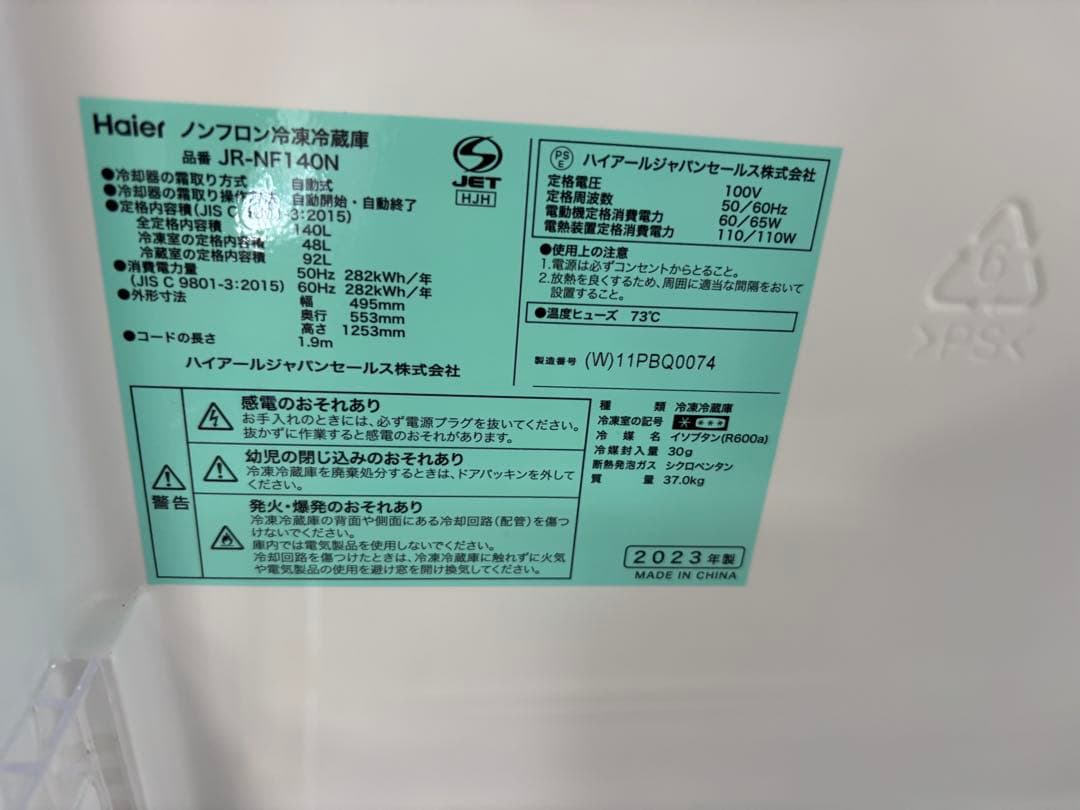 Haier ノンフロン冷凍冷蔵庫
品番 JR-NF140N
●冷却器の霜取り方式 自動式
●冷却器の霜取り操作 自動開始・自動終了
●定格内容積(JIS C 9801-3:2015)
全定格内容積 140L
冷凍室の定格内容積 48L
冷蔵室の定格内容積 92L
●消費電力量 50Hz 282kWh/年
(JIS C 9801-3:2015) 60Hz 282kWh/年
●外形寸法 幅 495mm
奥行 553mm
高さ 1253mm
●コードの長さ 1.9m
ハイアールジャパンセールス株式会社
JET
HJH
PS
E
ハイアールジャパンセールス株式会社
定格電圧 100V
定格周波数 50/60Hz
電動機定格消費電力 60/65W
電熱装置定格消費電力 110/110W
●使用上の注意
1.電源は必ずコンセントからとること。
2.放熱を良くするため、周囲に適当な間隔をおいて
設置すること。
●温度ヒューズ 73℃
製造番号 (W)11PBQ0074
警告
感電のおそれあり
お手入れのときには、必ず電源プラグを抜いてください。
抜かずに作業すると感電のおそれがあります。
幼児の閉じ込みのおそれあり
冷凍冷蔵庫を廃棄処分するときは、ドアパッキンを外して
ください。
発火・爆発のおそれあり
冷凍冷蔵庫の背面や側面にある冷却回路(配管)を傷つ
けないでください。
庫内では電気製品を使用しないでください。
冷却回路を傷つけたときは、冷凍冷蔵庫に触れずに火気
や電気製品の使用を避け窓を開け換気してください。
種類 冷凍冷蔵庫
冷凍室の記号
冷媒名 イソブタン(R600a)
冷媒封入量 30g
断熱発泡ガス シクロペンタン
質量 37.0kg
2023年製
MADE IN CHINA
6
>PS<